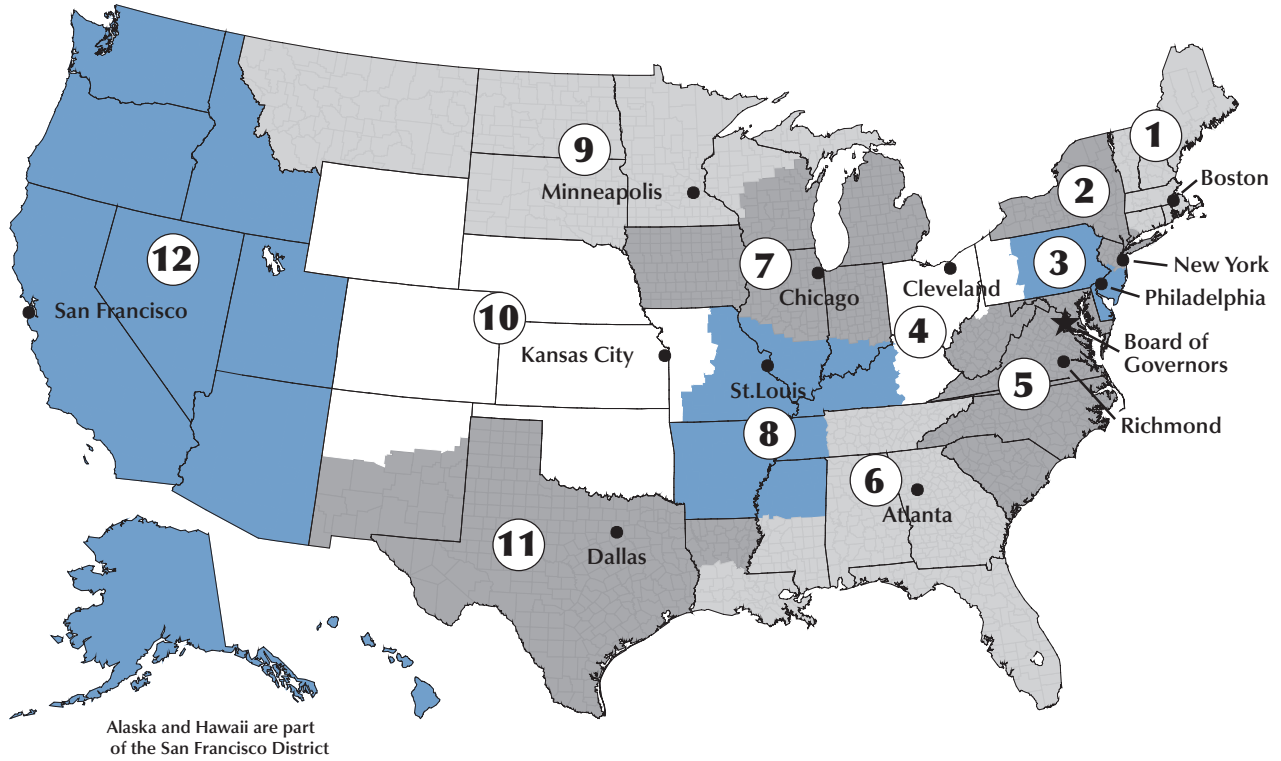 1
9
Boston
2
Minneapolis
3
12
7
New York
Chicago
Cleveland
Philadelphia
San Francisco
10
4
Board of
Governors
Kansas City
St.Louis
5
8
Richmond
6
Atlanta
11
Dallas
Alaska and Hawaii are part
of the San Francisco District